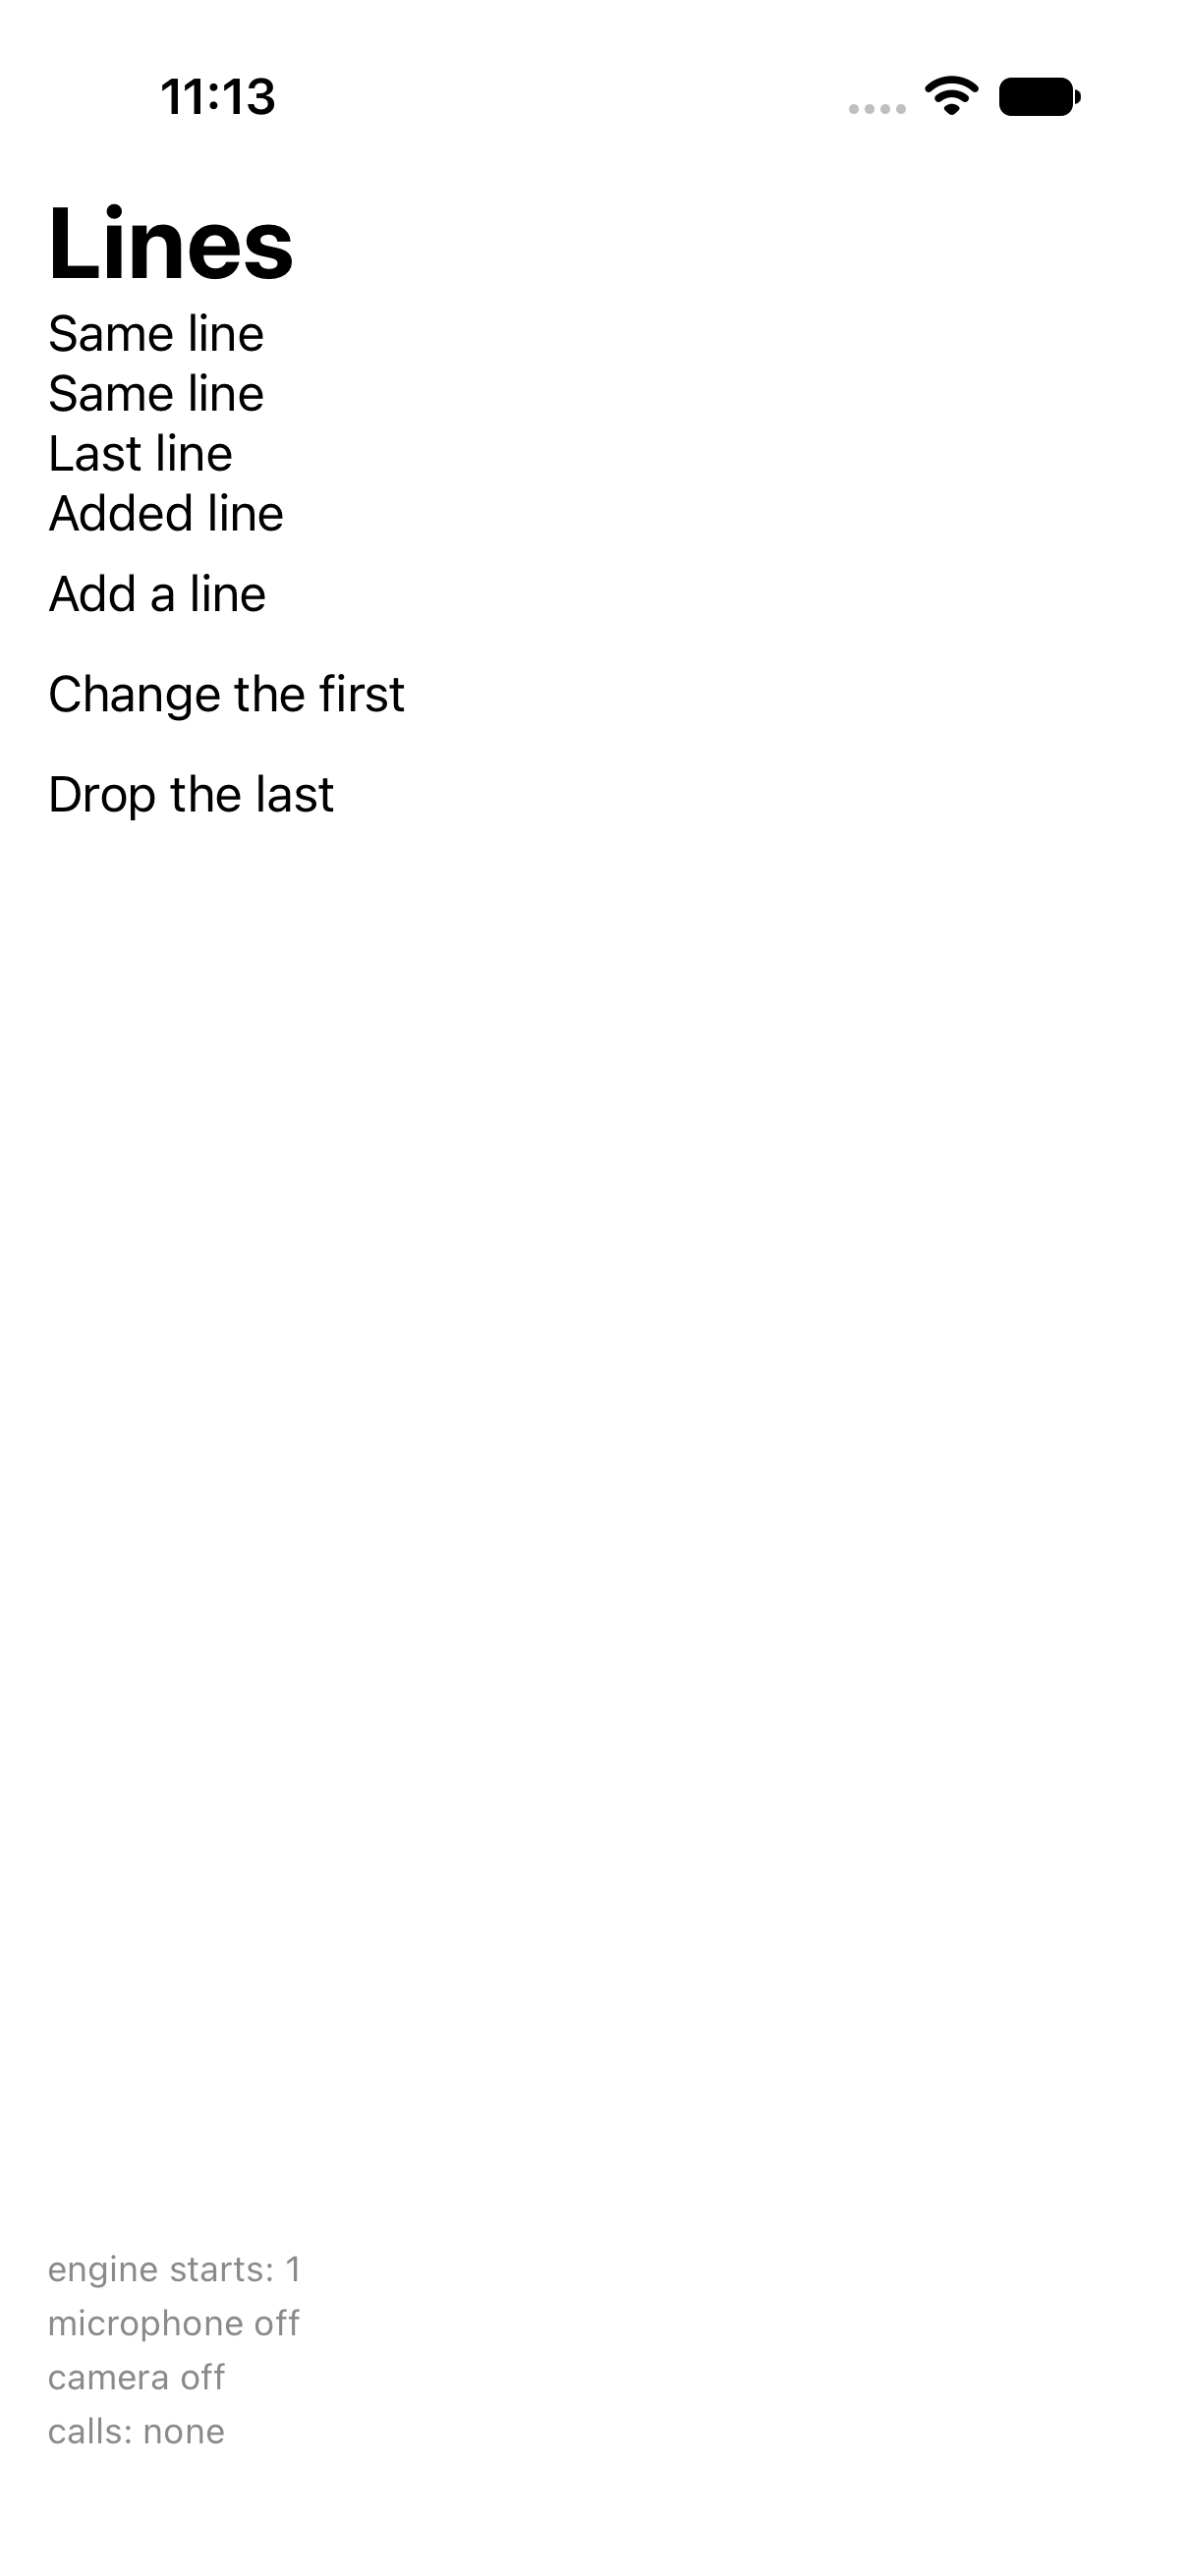 11:13
Lines
Same line
Same line
Last line
Added line
Add a line
Change the first
Drop the last
engine starts: 1
microphone off
camera off
calls: none